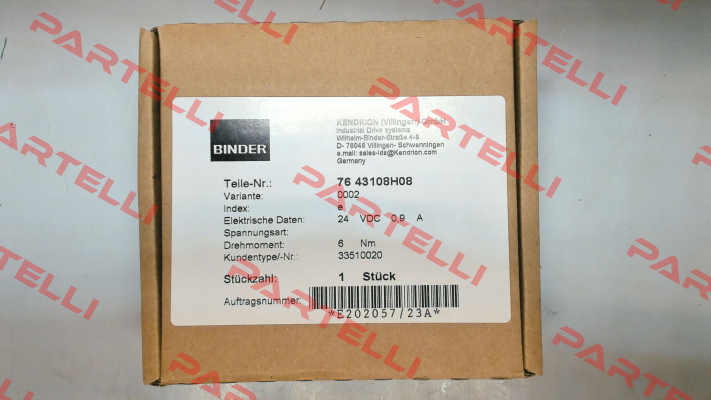 BINDER
KENDRION (Villingen) GmbH
Industrial Drive systems
Wilhelm-Binder-Straße 4-6
D- 78048 Villingen- Schwenningen
e.mail: sales-ids@Kendrion.com
Germany
Teile-Nr.: 76 43108H08
Variante: 0002
Index: e
Elektrische Daten: 24 VDC 0.9 A
Spannungsart:
Drehmoment: 6 Nm
Kundentype/-Nr.: 33510020
Stückzahl: 1 Stück
Auftragsnummer:
*E202057/23A*
PARTELLI
PARTELLI
PARTELLI
PARTELLI
PARTELLI
PARTELLI
PARTELLI